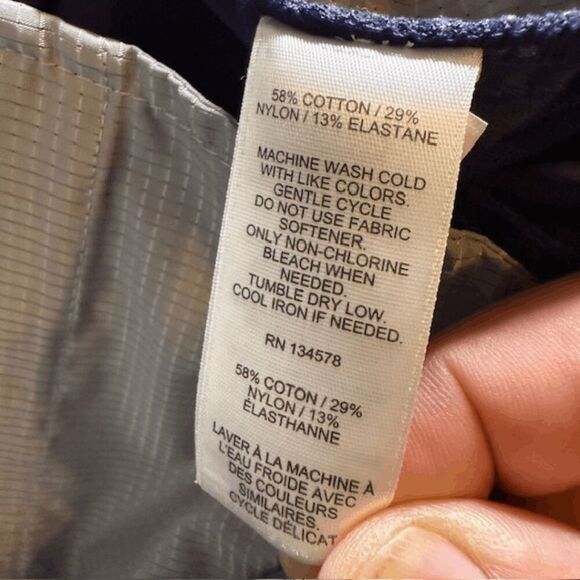 58% COTTON / 29%
NYLON / 13% ELASTANE
MACHINE WASH COLD
WITH LIKE COLORS.
GENTLE CYCLE
DO NOT USE FABRIC
SOFTENER.
ONLY NON-CHLORINE
BLEACH WHEN
NEEDED.
TUMBLE DRY LOW.
COOL IRON IF NEEDED.
RN 134578
58% COTON / 29%
NYLON / 13%
ÉLASTHANNE
LAVER À LA MACHINE À
L'EAU FROIDE AVEC
DES COULEURS
SIMILAIRES.
CYCLE DÉLICAT